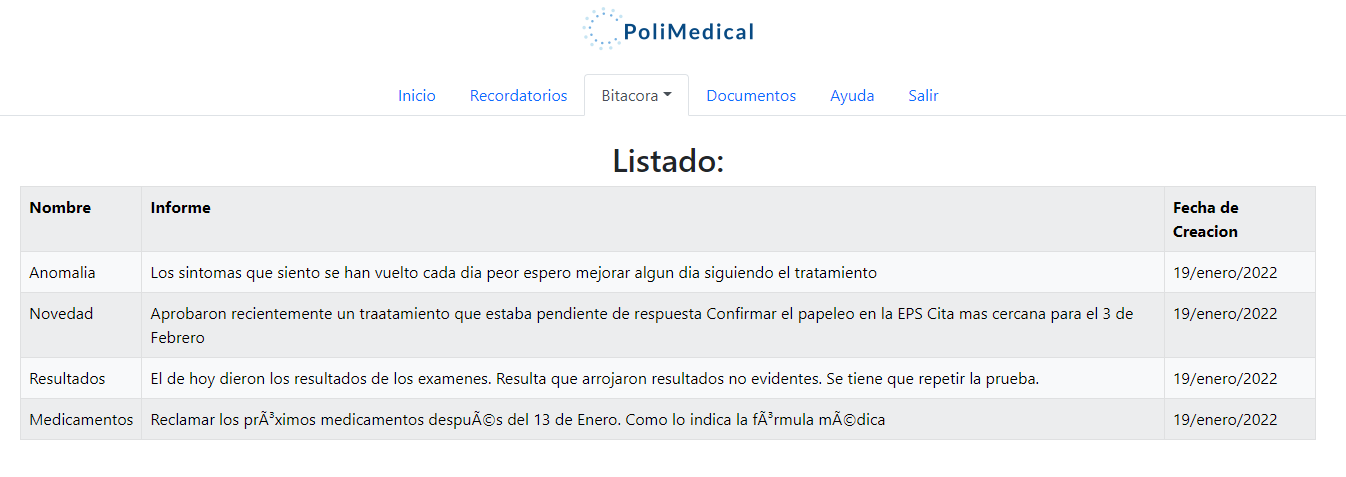 PoliMedical
Inicio Recordatorios Bitacora Documentos Ayuda Salir
Listado:
Nombre Informe Fecha de
Creacion
Anomalia Los sintomas que siento se han vuelto cada dia peor espero mejorar algun dia siguiendo el tratamiento 19/enero/2022
Novedad Aprobaron recientemente un traatamiento que estaba pendiente de respuesta Confirmar el papeleo en la EPS Cita mas cercana para el 3 de 19/enero/2022
Febrero
Resultados El de hoy dieron los resultados de los examenes. Resulta que arrojaron resultados no evidentes. Se tiene que repetir la prueba. 19/enero/2022
Medicamentos Reclamar los prÃ³ximos medicamentos despuÃ©s del 13 de Enero. Como lo indica la fÃ³rmula mÃ©dica 19/enero/2022